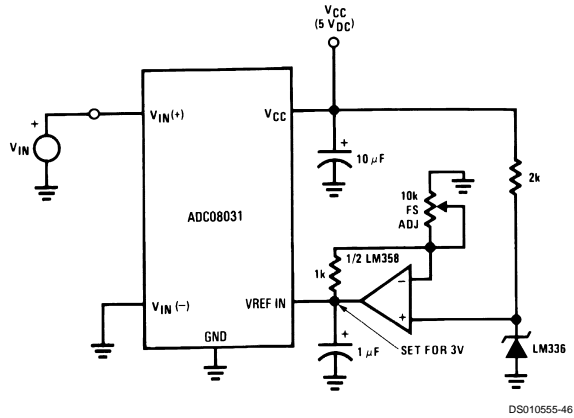 VCC
(5 VDC)
+
VIN
VIN(+)
VCC
+
10 μF
2k
10k
FS
ADJ
ADC08031
1/2 LM358
1k
−
VIN(−)
VREF IN
+
GND
+
1 μF
SET FOR 3V
LM336
DS010555-46